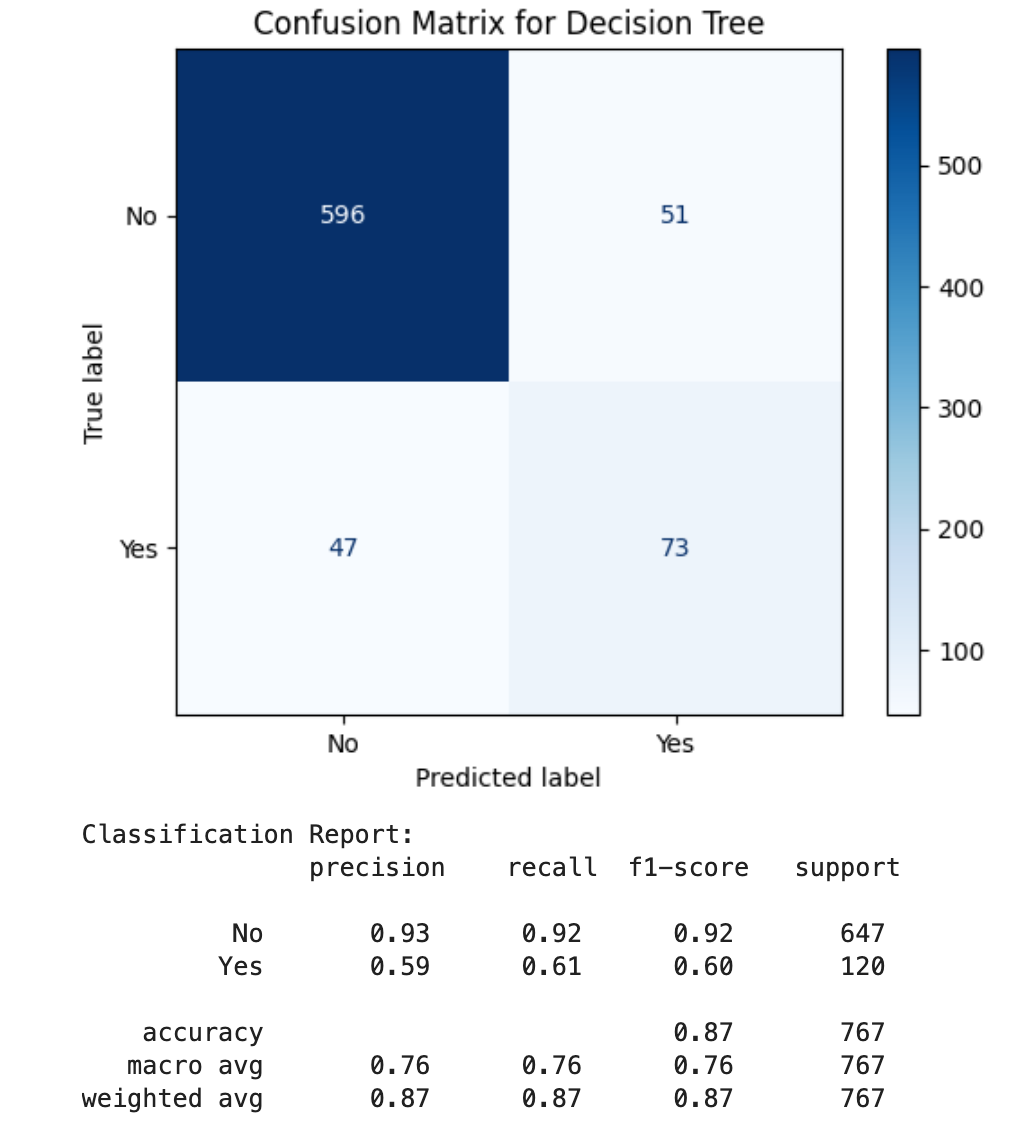 Confusion Matrix for Decision Tree
500
No 596 51
400
True label
300
200
Yes 47 73
100
No Yes
Predicted label
Classification Report:
precision recall f1-score support
No 0.93 0.92 0.92 647
Yes 0.59 0.61 0.60 120
accuracy 0.87 767
macro avg 0.76 0.76 0.76 767
weighted avg 0.87 0.87 0.87 767